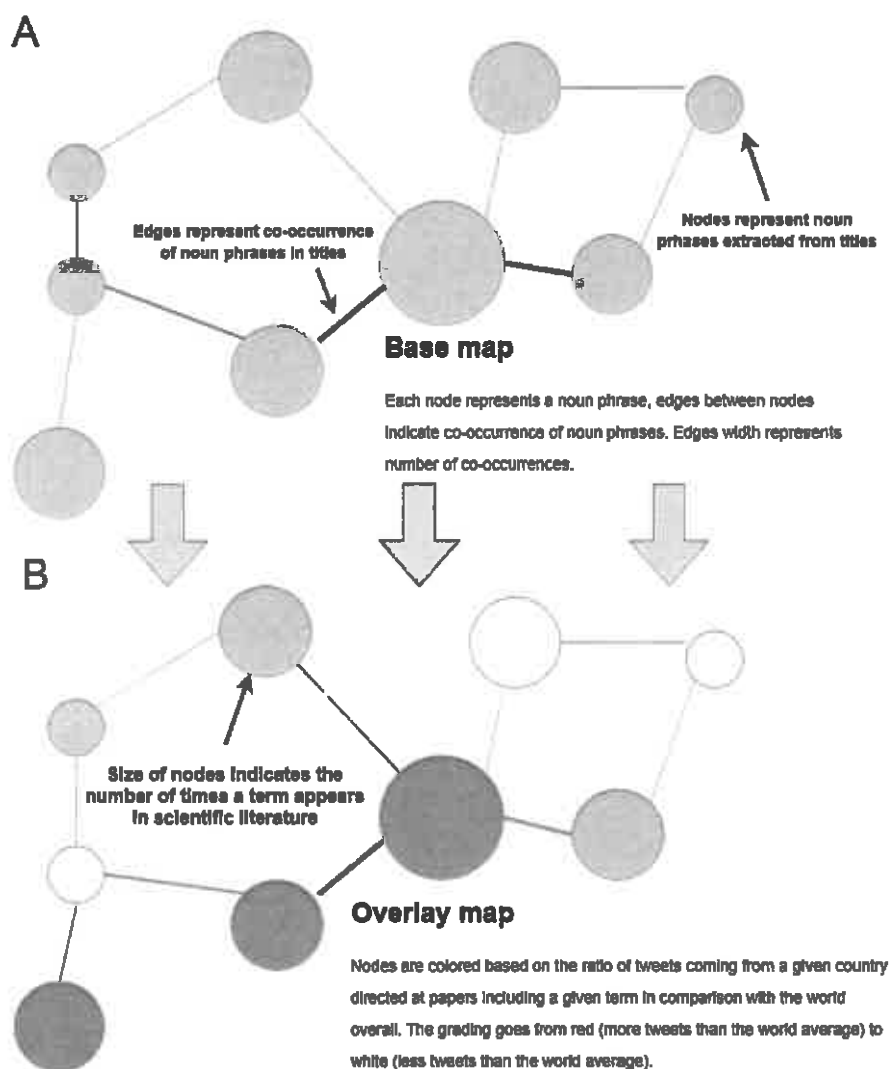 A
Edges represent co-occurrence
of noun phrases in titles
Nodes represent noun
prhases extracted from titles
Base map
Each node represents a noun phrase, edges between nodes
indicate co-occurrence of noun phrases. Edges width represents
number of co-occurrences.
B
Size of nodes indicates the
number of times a term appears
in scientific literature
Overlay map
Nodes are colored based on the ratio of tweets coming from a given country
directed at papers including a given term in comparison with the world
overall. The grading goes from red (more tweets than the world average) to
white (less tweets than the world average).